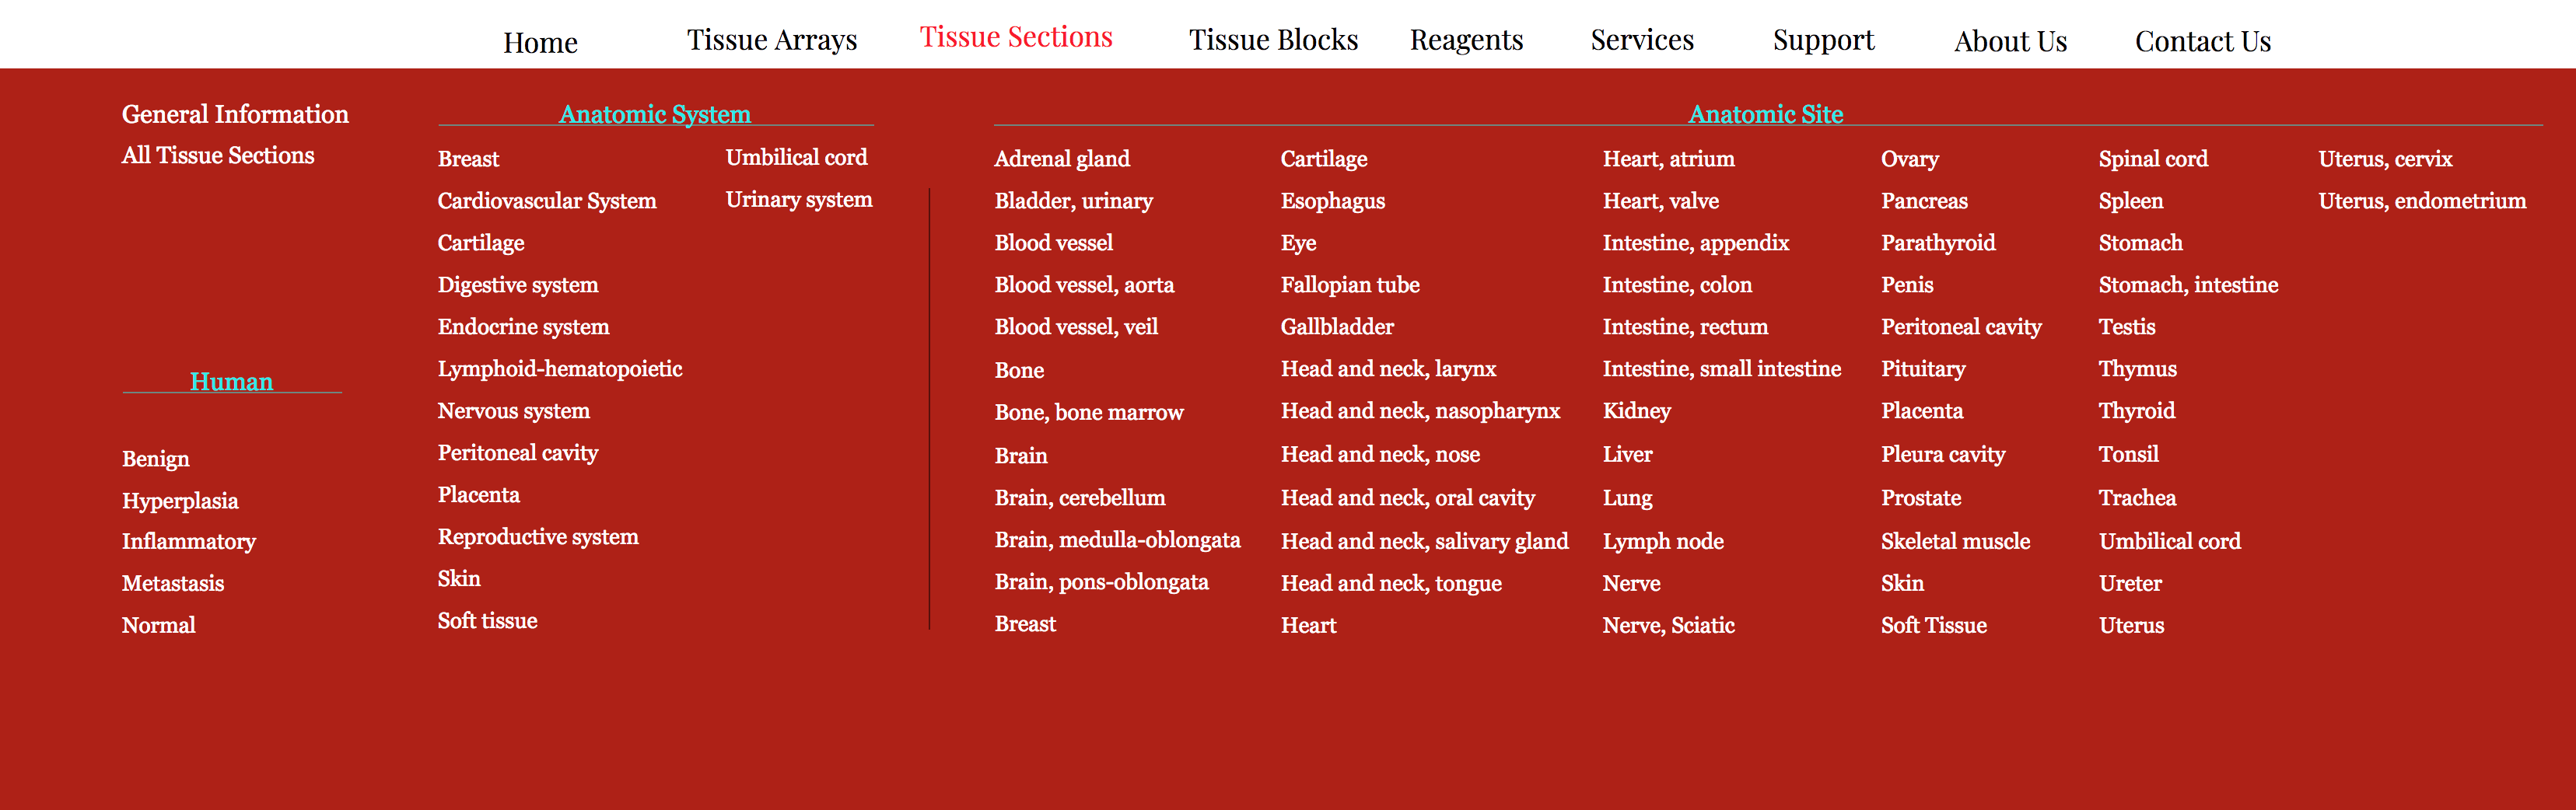 Home
Tissue Arrays
Tissue Sections
Tissue Blocks
Reagents
Services
Support
About Us
Contact Us
General Information
All Tissue Sections
Human
Benign
Hyperplasia
Inflammatory
Metastasis
Normal
Anatomic System
Breast
Cardiovascular System
Cartilage
Digestive system
Endocrine system
Lymphoid-hematopoietic
Nervous system
Peritoneal cavity
Placenta
Reproductive system
Skin
Soft tissue
Umbilical cord
Urinary system
Anatomic Site
Adrenal gland
Bladder, urinary
Blood vessel
Blood vessel, aorta
Blood vessel, veil
Bone
Bone, bone marrow
Brain
Brain, cerebellum
Brain, medulla-oblongata
Brain, pons-oblongata
Breast
Cartilage
Esophagus
Eye
Fallopian tube
Gallbladder
Head and neck, larynx
Head and neck, nasopharynx
Head and neck, nose
Head and neck, oral cavity
Head and neck, salivary gland
Head and neck, tongue
Heart
Heart, atrium
Heart, valve
Intestine, appendix
Intestine, colon
Intestine, rectum
Intestine, small intestine
Kidney
Liver
Lung
Lymph node
Nerve
Nerve, Sciatic
Ovary
Pancreas
Parathyroid
Penis
Peritoneal cavity
Pituitary
Placenta
Pleura cavity
Prostate
Skeletal muscle
Skin
Soft Tissue
Spinal cord
Spleen
Stomach
Stomach, intestine
Testis
Thymus
Thyroid
Tonsil
Trachea
Umbilical cord
Ureter
Uterus
Uterus, cervix
Uterus, endometrium